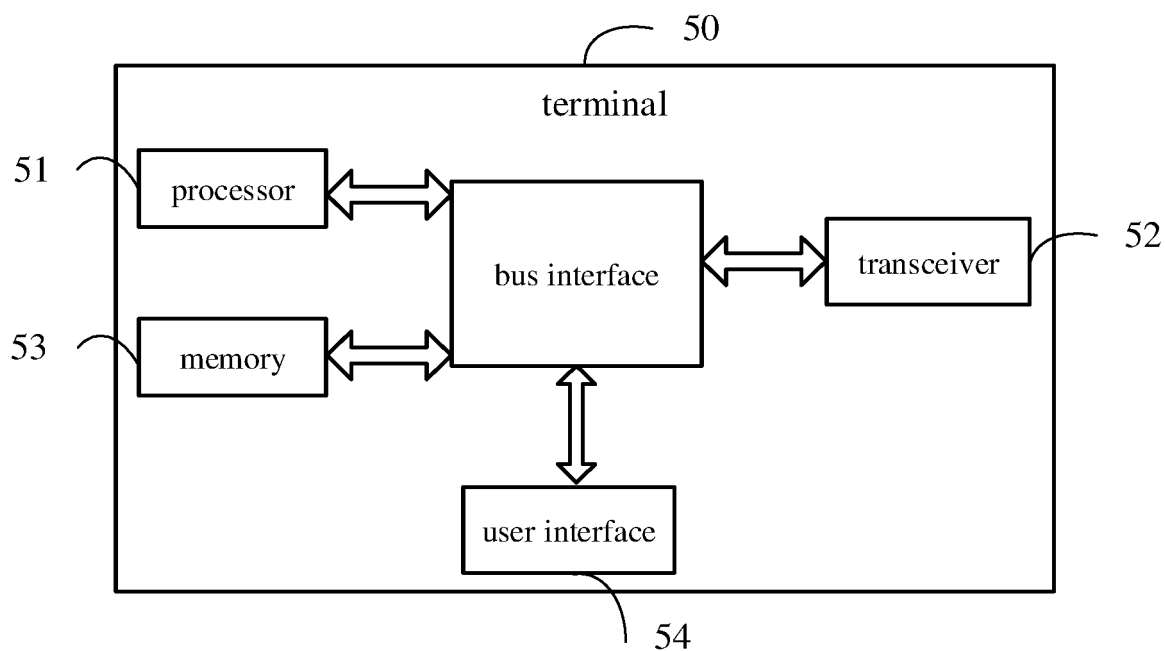 50
terminal
51
processor
bus interface
transceiver
52
53
memory
user interface
54